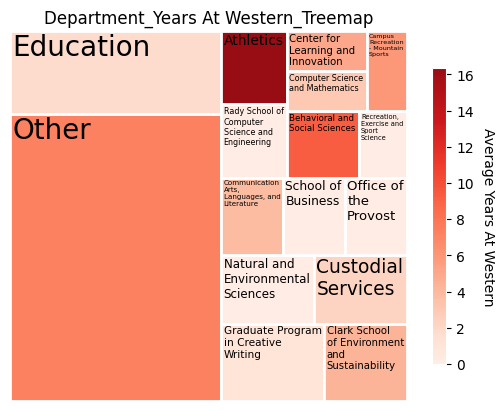 Department_Years At Western_Treemap
Education
Other
Athletics
Center for
Learning and
Innovation
Campus
Recreation
- Mountain
Sports
Computer Science
and Mathematics
Rady School of
Computer
Science and
Engineering
Behavioral and
Social Sciences
Recreation,
Exercise and
Sport
Science
Communication
Arts,
Languages, and
Literature
School of
Business
Office of
the
Provost
Natural and
Environmental
Sciences
Custodial
Services
Graduate Program
in Creative
Writing
Clark School
of Environment
and
Sustainability
16
14
12
10
8
6
4
2
0
Average Years At Western